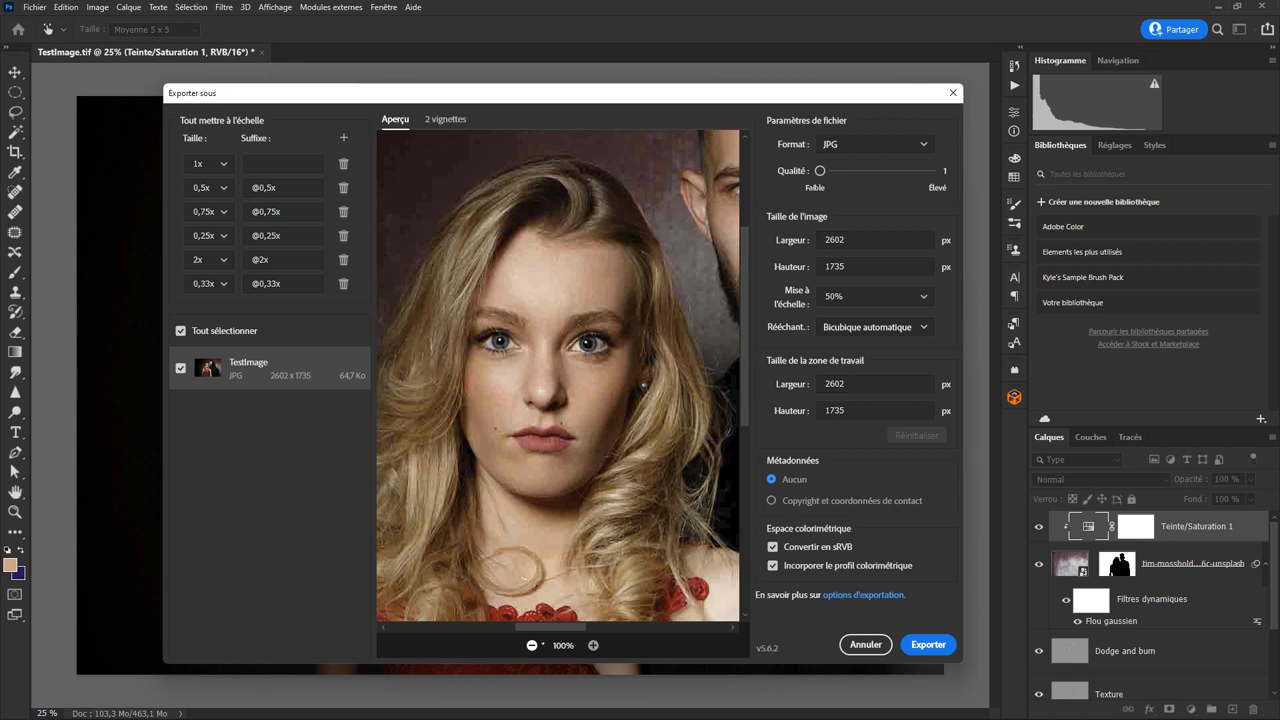 Ps Fichier Edition Image Calque Texte Sélection Filtre 3D Affichage Modules externes Fenêtre Aide
Taille : Moyenne 5 x 5 Partager
TestImage.tif @ 25% (Teinte/Saturation 1, RVB/16*) *
Exporter sous
Tout mettre à l'échelle
Taille : Suffixe :
1x
0,5x @0,5x
0,75x @0,75x
0,25x @0,25x
2x @2x
0,33x @0,33x
Tout sélectionner
TestImage
JPG 2602 x 1735 64,7 Ko
Aperçu 2 vignettes
100%
Paramètres de fichier
Format : JPG
Qualité : 1
Faible Élevé
Taille de l'image
Largeur : 2602 px
Hauteur : 1735 px
Mise à
l'échelle : 50%
Rééchant. : Bicubique automatique
Taille de la zone de travail
Largeur : 2602 px
Hauteur : 1735 px
Réinitialiser
Métadonnées
Aucun
Copyright et coordonnées de contact
Espace colorimétrique
Convertir en sRVB
Incorporer le profil colorimétrique
En savoir plus sur options d'exportation.
v5.6.2 Annuler Exporter
Histogramme Navigation
Bibliothèques Réglages Styles
Toutes les bibliothèques
Créer une nouvelle bibliothèque
Adobe Color
Elements les plus utilisés
Kyle's Sample Brush Pack
Votre bibliothèque
Parcourir les bibliothèques partagées
Accéder à Stock et Marketplace
Calques Couches Tracés
Type
Normal Opacité : 100 %
Verrou : Fond : 100 %
Teinte/Saturation 1
tim-mosshold...6c-unsplash
Filtres dynamiques
Flou gaussien
Dodge and burn
Texture
25 % Doc : 103,3 Mo/463,1 Mo